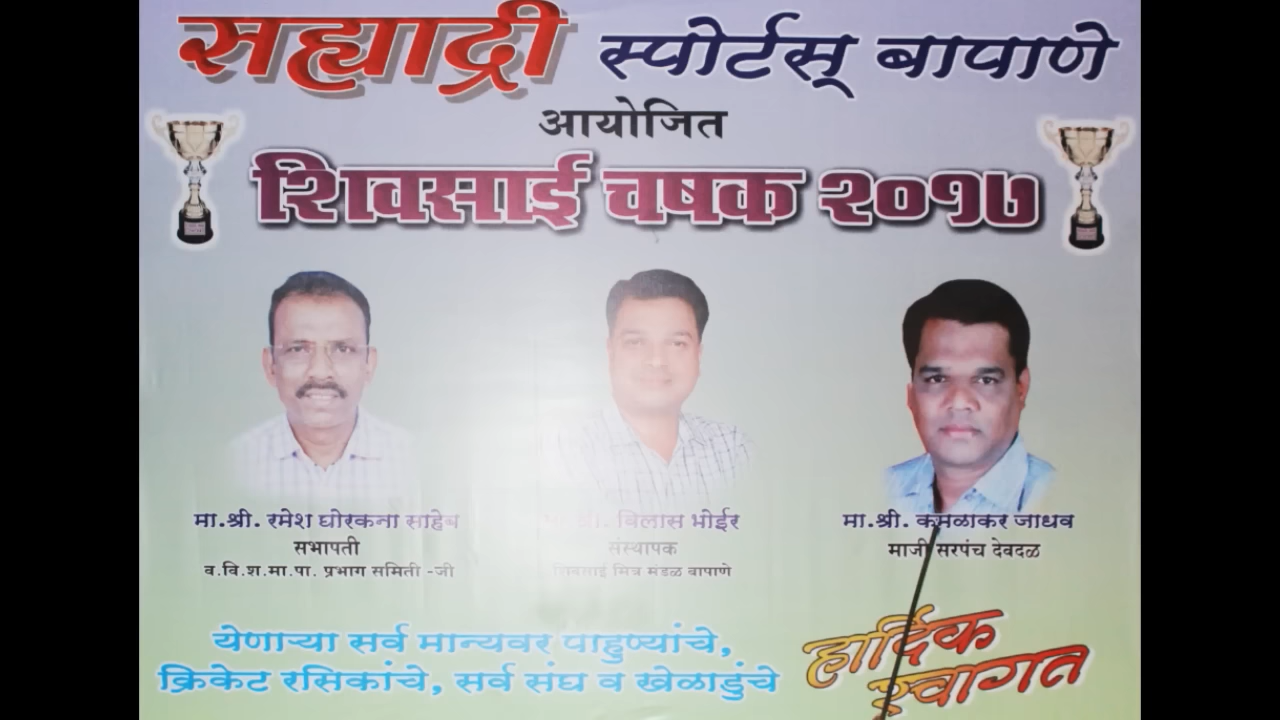 सह्याद्री स्पोर्टस् बापाणे
आयोजित
शिवसाई चषक २०१७
मा.श्री. रमेश घोरकना साहेब
सभापती
व.वि.श.मा.पा. प्रभाग समिती -जी
विलास भोईर
संस्थापक
शिवसाई मित्र मंडळ बापाणे
मा.श्री. कमळाकर जाधव
माजी सरपंच देवदळ
येणाऱ्या सर्व मान्यवर पाहुण्यांचे,
क्रिकेट रसिकांचे, सर्व संघ व खेळाडुंचे
हार्दिक
स्वागत